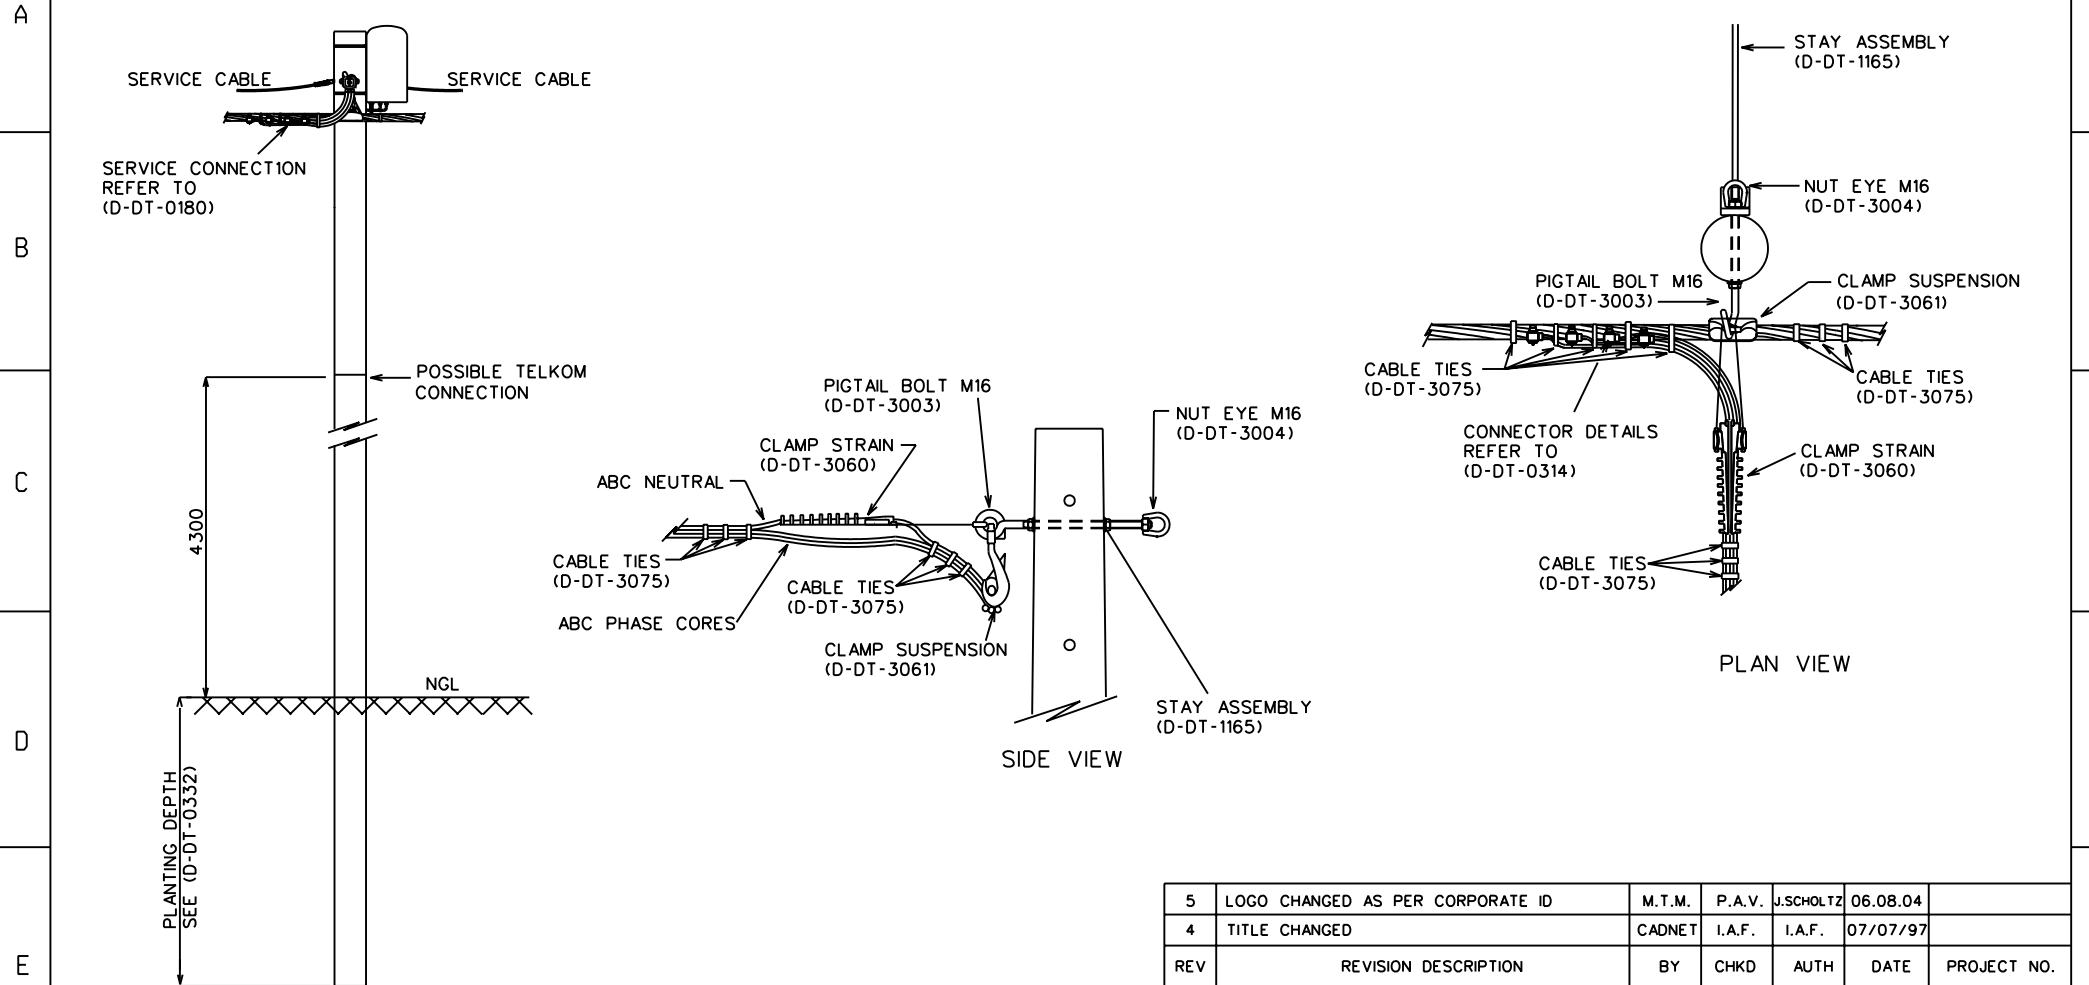 A
B
C
D
E
SERVICE CABLE
SERVICE CABLE
SERVICE CONNECT1ON
REFER TO
(D-DT-0180)
POSSIBLE TELKOM
CONNECTION
4300
NGL
PLANTING DEPTH
SEE (D-DT-0332)
PIGTAIL BOLT M16
(D-DT-3003)
CLAMP STRAIN
(D-DT-3060)
ABC NEUTRAL
NUT EYE M16
(D-DT-3004)
CABLE TIES
(D-DT-3075)
CABLE TIES
(D-DT-3075)
ABC PHASE CORES
CLAMP SUSPENSION
(D-DT-3061)
STAY ASSEMBLY
(D-DT-1165)
SIDE VIEW
STAY ASSEMBLY
(D-DT-1165)
NUT EYE M16
(D-DT-3004)
PIGTAIL BOLT M16
(D-DT-3003)
CLAMP SUSPENSION
(D-DT-3061)
CABLE TIES
(D-DT-3075)
CABLE TIES
(D-DT-3075)
CONNECTOR DETAILS
REFER TO
(D-DT-0314)
CLAMP STRAIN
(D-DT-3060)
CABLE TIES
(D-DT-3075)
PLAN VIEW
5 LOGO CHANGED AS PER CORPORATE ID M.T.M. P.A.V. J.SCHOLTZ 06.08.04
4 TITLE CHANGED CADNET I.A.F. I.A.F. 07/07/97
REV REVISION DESCRIPTION BY CHKD AUTH DATE PROJECT NO.